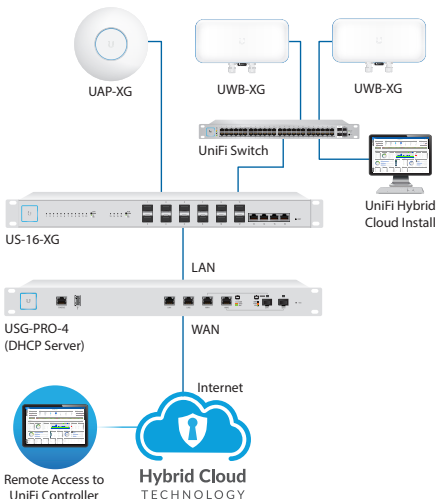 UAP-XG
UWB-XG
UWB-XG
UniFi Switch
UniFi Hybrid
Cloud Install
US-16-XG
LAN
USG-PRO-4
(DHCP Server)
WAN
Internet
Remote Access to
UniFi Controller
Hybrid Cloud
TECHNOLOGY